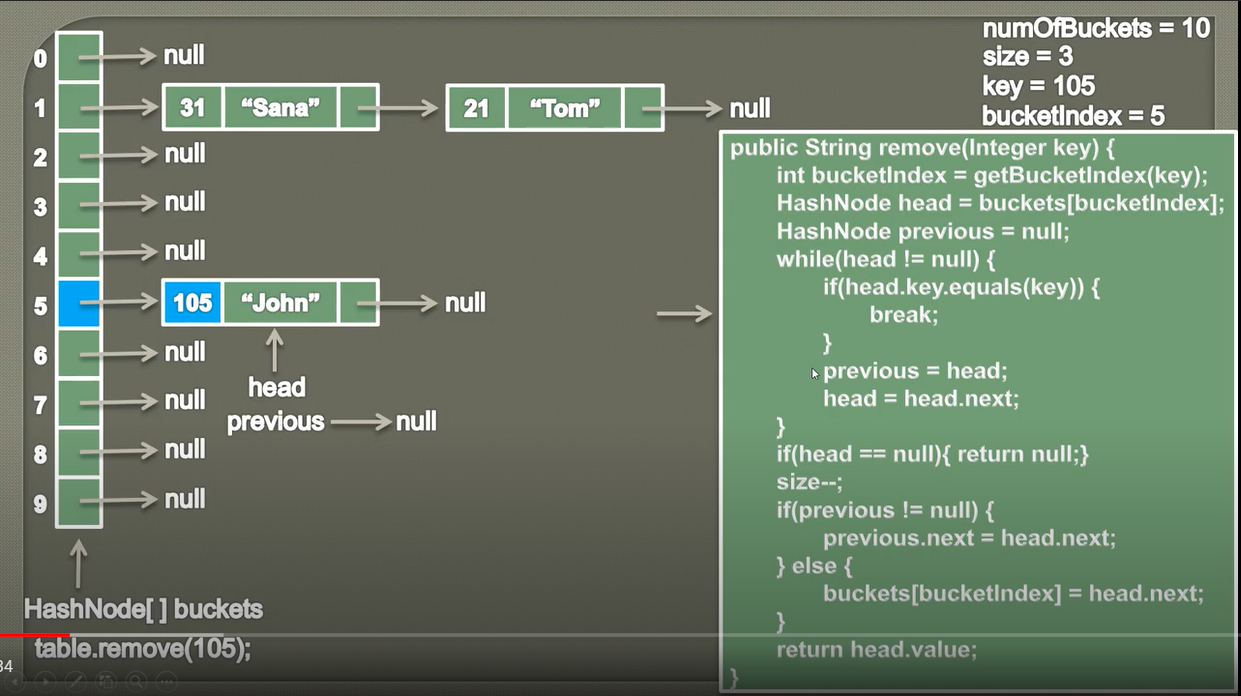 numOfBuckets = 10
size = 3
key = 105
bucketIndex = 5
0 null
1 31 “Sana” 21 “Tom” null
2 null
3 null
4 null
5 105 “John” null
6 null
7 null
8 null
9 null
head
previous null
HashNode[ ] buckets
table.remove(105);
34
public String remove(Integer key) {
int bucketIndex = getBucketIndex(key);
HashNode head = buckets[bucketIndex];
HashNode previous = null;
while(head != null) {
if(head.key.equals(key)) {
break;
}
previous = head;
head = head.next;
}
if(head == null){ return null;}
size--;
if(previous != null) {
previous.next = head.next;
} else {
buckets[bucketIndex] = head.next;
}
return head.value;
}